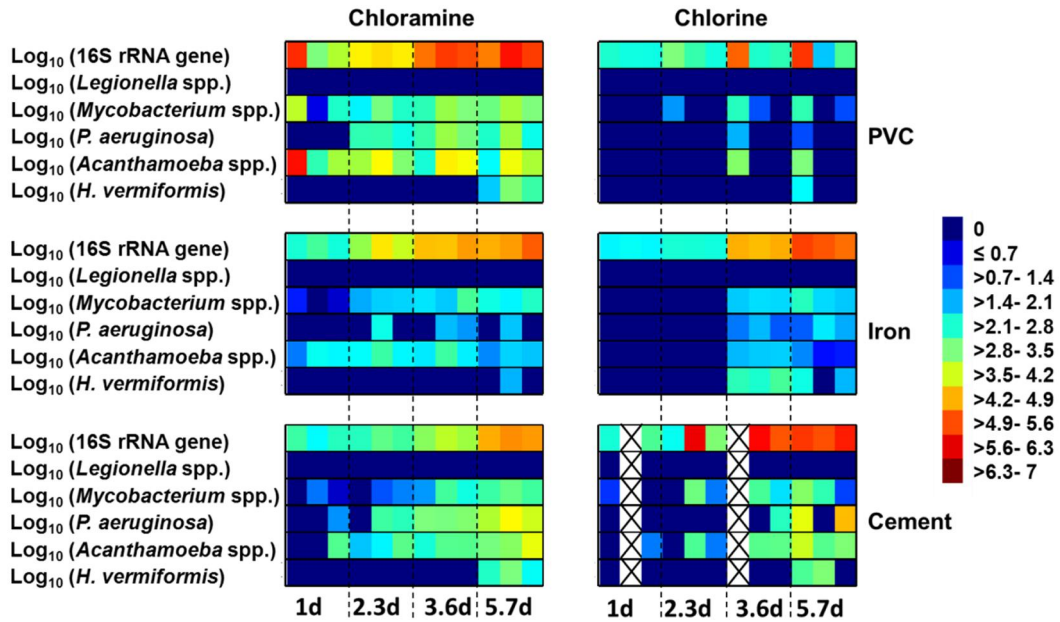 Chloramine Chlorine
Log10 (16S rRNA gene)
Log10 (Legionella spp.)
Log10 (Mycobacterium spp.)
Log10 (P. aeruginosa)
Log10 (Acanthamoeba spp.)
Log10 (H. vermiformis)
PVC
Log10 (16S rRNA gene)
Log10 (Legionella spp.)
Log10 (Mycobacterium spp.)
Log10 (P. aeruginosa)
Log10 (Acanthamoeba spp.)
Log10 (H. vermiformis)
Iron
Log10 (16S rRNA gene)
Log10 (Legionella spp.)
Log10 (Mycobacterium spp.)
Log10 (P. aeruginosa)
Log10 (Acanthamoeba spp.)
Log10 (H. vermiformis)
Cement
1d 2.3d 3.6d 5.7d 1d 2.3d 3.6d 5.7d
0
≤ 0.7
>0.7- 1.4
>1.4- 2.1
>2.1- 2.8
>2.8- 3.5
>3.5- 4.2
>4.2- 4.9
>4.9- 5.6
>5.6- 6.3
>6.3- 7